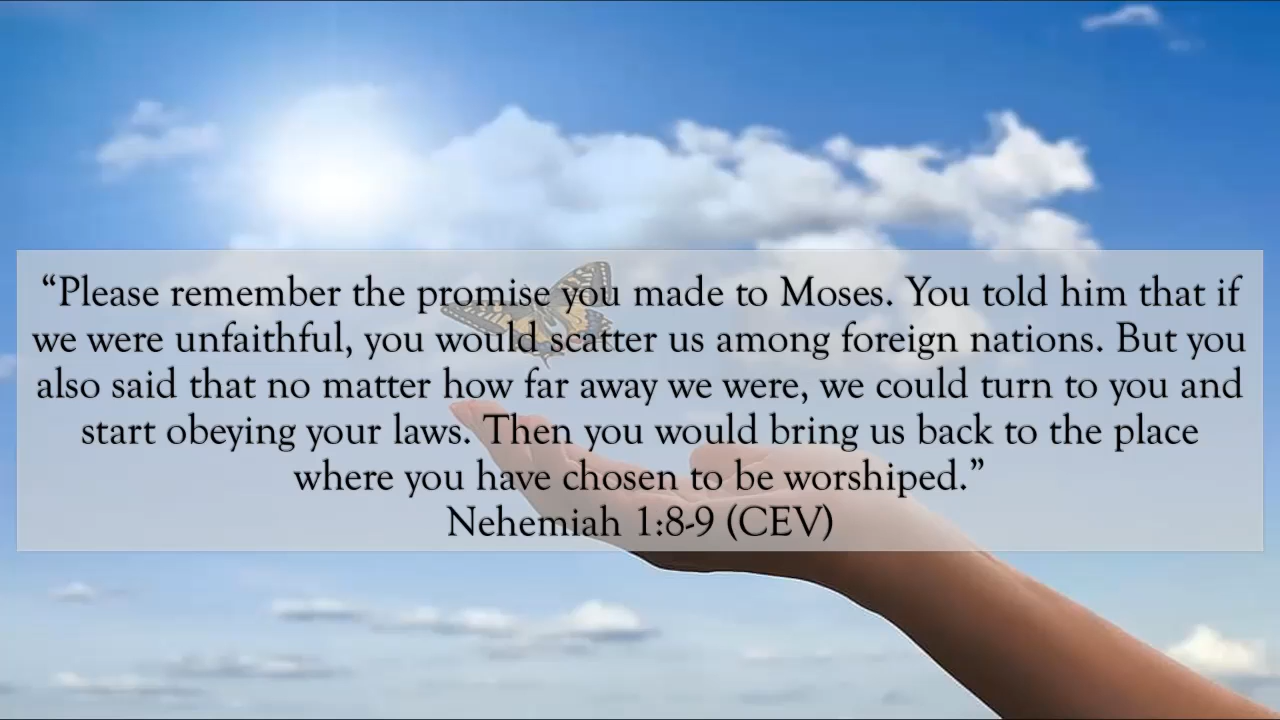 “Please remember the promise you made to Moses. You told him that if
we were unfaithful, you would scatter us among foreign nations. But you
also said that no matter how far away we were, we could turn to you and
start obeying your laws. Then you would bring us back to the place
where you have chosen to be worshiped.”
Nehemiah 1:8-9 (CEV)